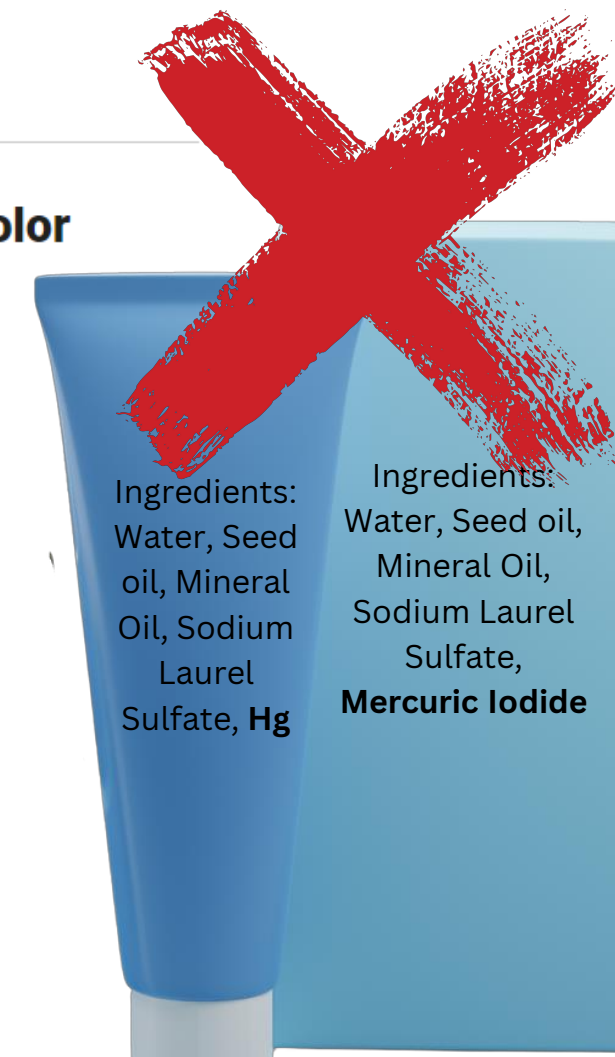 olor
Ingredients:
Water, Seed
oil, Mineral
Oil, Sodium
Laurel
Sulfate, Hg
Ingredients:
Water, Seed oil,
Mineral Oil,
Sodium Laurel
Sulfate,
Mercuric Iodide